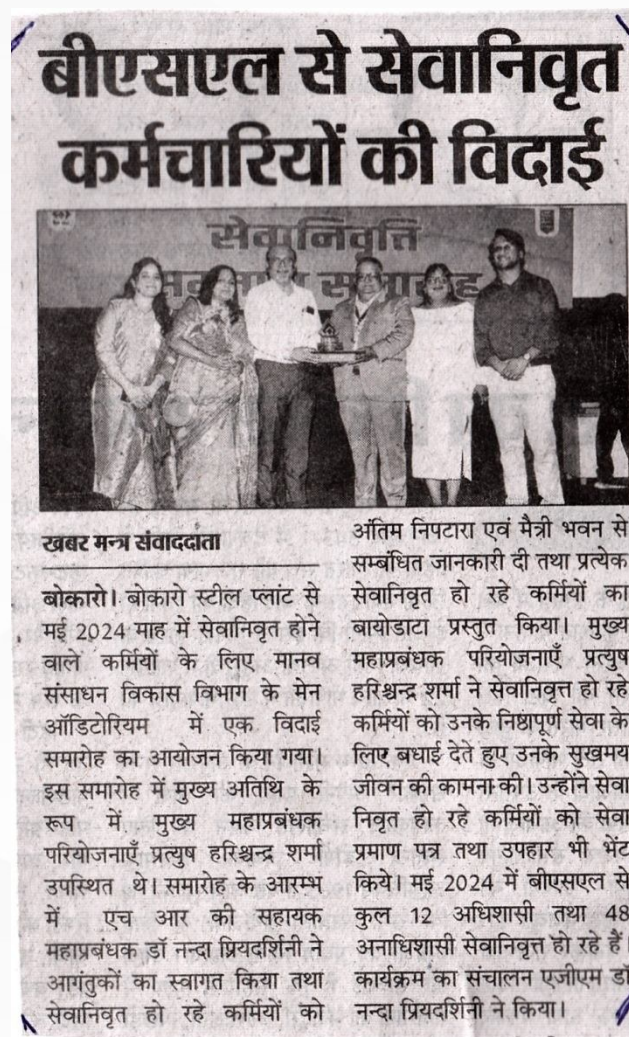 बीएसएल से सेवानिवृत
कर्मचारियों की विदाई
सेवानिवृत्ति
समारोह
खबर मन्त्र संवाददाता
बोकारो। बोकारो स्टील प्लांट से
मई 2024 माह में सेवानिवृत होने
वाले कर्मियों के लिए मानव
संसाधन विकास विभाग के मेन
ऑडिटोरियम में एक विदाई
समारोह का आयोजन किया गया।
इस समारोह में मुख्य अतिथि के
रूप में मुख्य महाप्रबंधक
परियोजनाएँ प्रत्युष हरिश्चन्द्र शर्मा
उपस्थित थे। समारोह के आरम्भ
में एच आर की सहायक
महाप्रबंधक डॉ नन्दा प्रियदर्शिनी ने
आगंतुकों का स्वागत किया तथा
सेवानिवृत हो रहे कर्मियों को
अंतिम निपटारा एवं मैत्री भवन से
सम्बंधित जानकारी दी तथा प्रत्येक
सेवानिवृत हो रहे कर्मियों का
बायोडाटा प्रस्तुत किया। मुख्य
महाप्रबंधक परियोजनाएँ प्रत्युष
हरिश्चन्द्र शर्मा ने सेवानिवृत्त हो रहे
कर्मियों को उनके निष्ठापूर्ण सेवा के
लिए बधाई देते हुए उनके सुखमय
जीवन की कामना की। उन्होंने सेवा
निवृत हो रहे कर्मियों को सेवा
प्रमाण पत्र तथा उपहार भी भेंट
किये। मई 2024 में बीएसएल से
कुल 12 अधिशासी तथा 48
अनाधिशासी सेवानिवृत्त हो रहे हैं।
कार्यक्रम का संचालन एजीएम डॉ
नन्दा प्रियदर्शिनी ने किया।